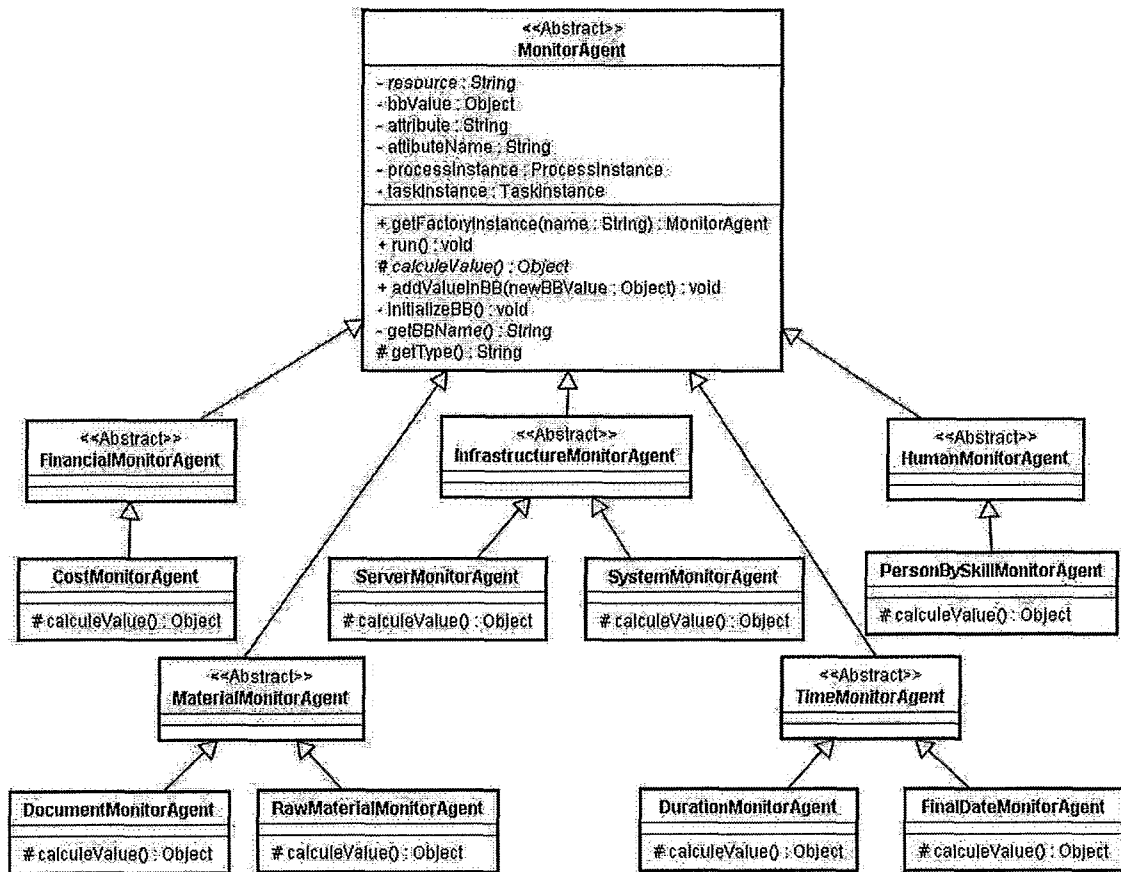 <<Abstract>>
MonitorAgent
- resource : String
- bbValue : Object
- attribute : String
- attibuteName : String
- processInstance : ProcessInstance
- taskInstance : TaskInstance
+ getFactoryInstance(name : String) : MonitorAgent
+ run() : void
# calculeValue() : Object
+ addValueInBB(newBBValue : Object) : void
- initializeBB() : void
- getBBName() : String
# getType() : String
<<Abstract>>
FinancialMonitorAgent
<<Abstract>>
InfrastructureMonitorAgent
<<Abstract>>
HumanMonitorAgent
CostMonitorAgent
# calculeValue() : Object
ServerMonitorAgent
# calculeValue() : Object
SystemMonitorAgent
# calculeValue() : Object
PersonBySkillMonitorAgent
# calculeValue() : Object
<<Abstract>>
MaterialMonitorAgent
<<Abstract>>
TimeMonitorAgent
DocumentMonitorAgent
# calculeValue() : Object
RawMaterialMonitorAgent
# calculeValue() : Object
DurationMonitorAgent
# calculeValue() : Object
FinalDateMonitorAgent
# calculeValue() : Object